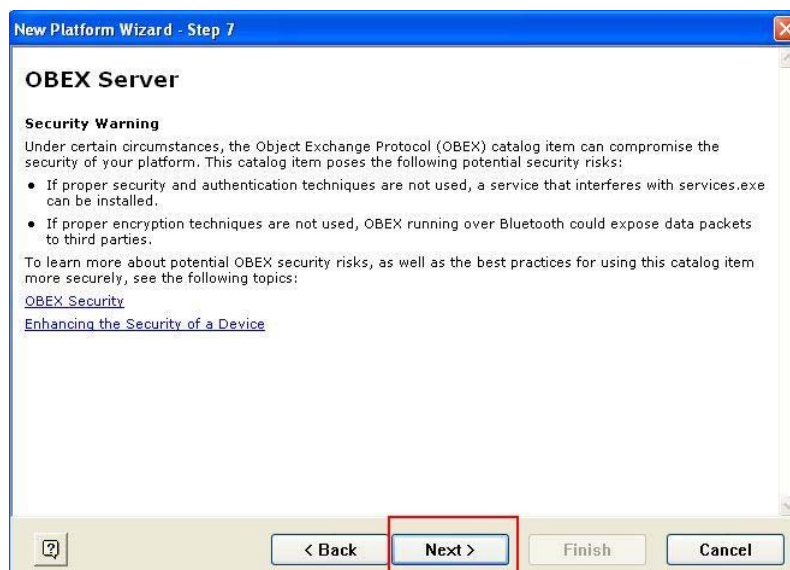 New Platform Wizard - Step 7
OBEX Server
Security Warning
Under certain circumstances, the Object Exchange Protocol (OBEX) catalog item can compromise the
security of your platform. This catalog item poses the following potential security risks:
• If proper security and authentication techniques are not used, a service that interferes with services.exe
can be installed.
• If proper encryption techniques are not used, OBEX running over Bluetooth could expose data packets
to third parties.
To learn more about potential OBEX security risks, as well as the best practices for using this catalog item
more securely, see the following topics:
OBEX Security
Enhancing the Security of a Device
< Back Next > Finish Cancel